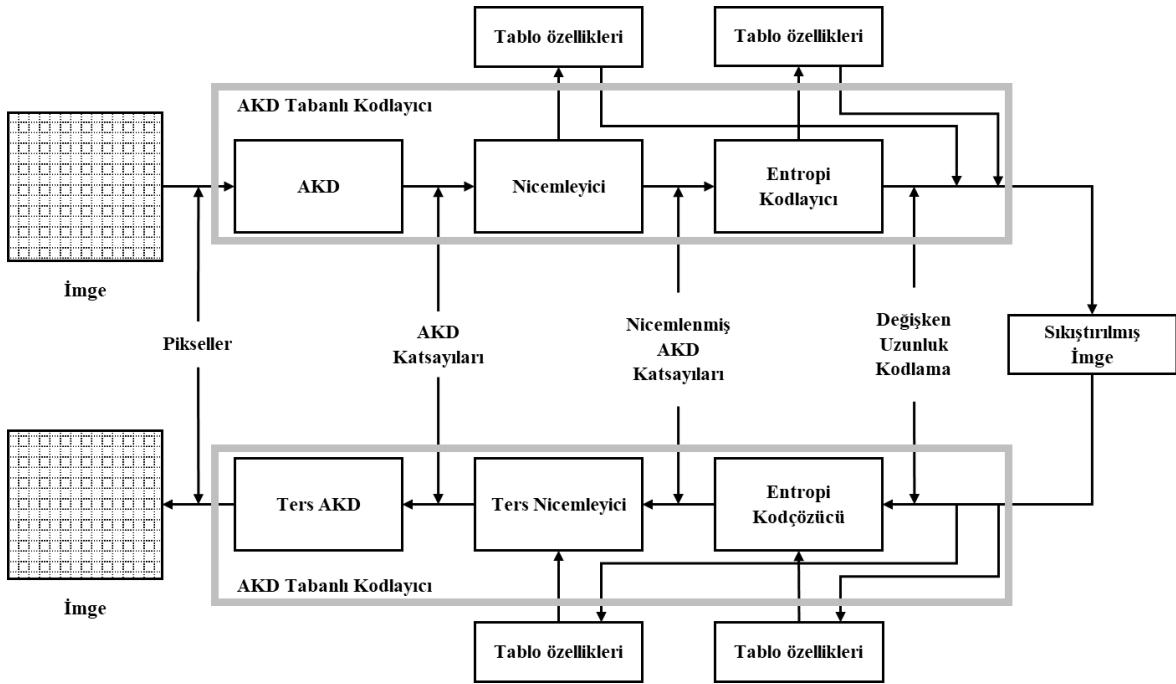 Tablo özellikleri
Tablo özellikleri
AKD Tabanlı Kodlayıcı
AKD
Nicemleyici
Entropi
Kodlayıcı
İmge
Pikseller
AKD
Katsayıları
Nicemlenmiş
AKD
Katsayıları
Değişken
Uzunluk
Kodlama
Sıkıştırılmış
İmge
Ters AKD
Ters Nicemleyici
Entropi
Kodçözücü
AKD Tabanlı Kodlayıcı
İmge
Tablo özellikleri
Tablo özellikleri